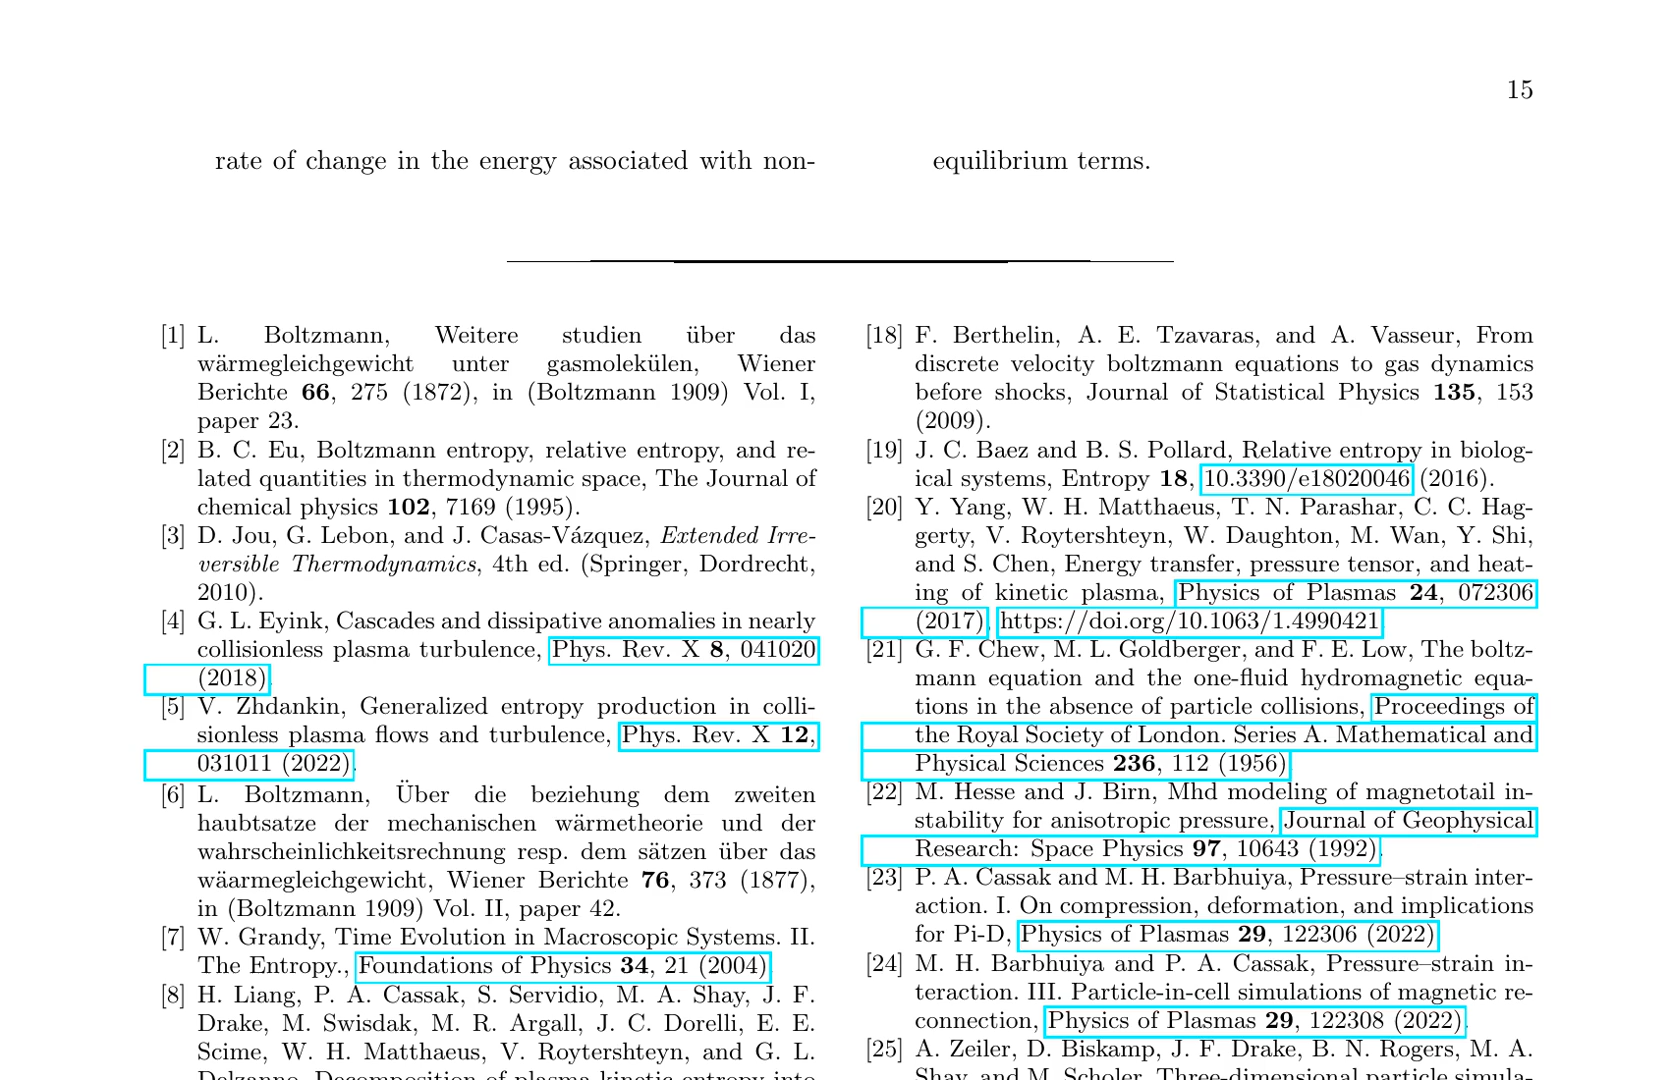 15
rate of change in the energy associated with non-
equilibrium terms.
[1] L. Boltzmann, Weitere studien über das
wärmegleichgewicht unter gasmolekülen, Wiener
Berichte 66, 275 (1872), in (Boltzmann 1909) Vol. I,
paper 23.
[2] B. C. Eu, Boltzmann entropy, relative entropy, and re-
lated quantities in thermodynamic space, The Journal of
chemical physics 102, 7169 (1995).
[3] D. Jou, G. Lebon, and J. Casas-Vázquez, Extended Irre-
versible Thermodynamics, 4th ed. (Springer, Dordrecht,
2010).
[4] G. L. Eyink, Cascades and dissipative anomalies in nearly
collisionless plasma turbulence, Phys. Rev. X 8, 041020
(2018).
[5] V. Zhdankin, Generalized entropy production in colli-
sionless plasma flows and turbulence, Phys. Rev. X 12,
031011 (2022).
[6] L. Boltzmann, Über die beziehung dem zweiten
haubtsatze der mechanischen wärmetheorie und der
wahrscheinlichkeitsrechnung resp. dem sätzen über das
wäarmegleichgewicht, Wiener Berichte 76, 373 (1877),
in (Boltzmann 1909) Vol. II, paper 42.
[7] W. Grandy, Time Evolution in Macroscopic Systems. II.
The Entropy., Foundations of Physics 34, 21 (2004).
[8] H. Liang, P. A. Cassak, S. Servidio, M. A. Shay, J. F.
Drake, M. Swisdak, M. R. Argall, J. C. Dorelli, E. E.
Scime, W. H. Matthaeus, V. Roytershteyn, and G. L.
Delzanno, Decomposition of plasma kinetic entropy into
[18] F. Berthelin, A. E. Tzavaras, and A. Vasseur, From
discrete velocity boltzmann equations to gas dynamics
before shocks, Journal of Statistical Physics 135, 153
(2009).
[19] J. C. Baez and B. S. Pollard, Relative entropy in biolog-
ical systems, Entropy 18, 10.3390/e18020046 (2016).
[20] Y. Yang, W. H. Matthaeus, T. N. Parashar, C. C. Hag-
gerty, V. Roytershteyn, W. Daughton, M. Wan, Y. Shi,
and S. Chen, Energy transfer, pressure tensor, and heat-
ing of kinetic plasma, Physics of Plasmas 24, 072306
(2017), https://doi.org/10.1063/1.4990421.
[21] G. F. Chew, M. L. Goldberger, and F. E. Low, The boltz-
mann equation and the one-fluid hydromagnetic equa-
tions in the absence of particle collisions, Proceedings of
the Royal Society of London. Series A. Mathematical and
Physical Sciences 236, 112 (1956).
[22] M. Hesse and J. Birn, Mhd modeling of magnetotail in-
stability for anisotropic pressure, Journal of Geophysical
Research: Space Physics 97, 10643 (1992).
[23] P. A. Cassak and M. H. Barbhuiya, Pressure–strain inter-
action. I. On compression, deformation, and implications
for Pi-D, Physics of Plasmas 29, 122306 (2022).
[24] M. H. Barbhuiya and P. A. Cassak, Pressure–strain in-
teraction. III. Particle-in-cell simulations of magnetic re-
connection, Physics of Plasmas 29, 122308 (2022).
[25] A. Zeiler, D. Biskamp, J. F. Drake, B. N. Rogers, M. A.
Shay, and M. Scholer, Three-dimensional particle simula-